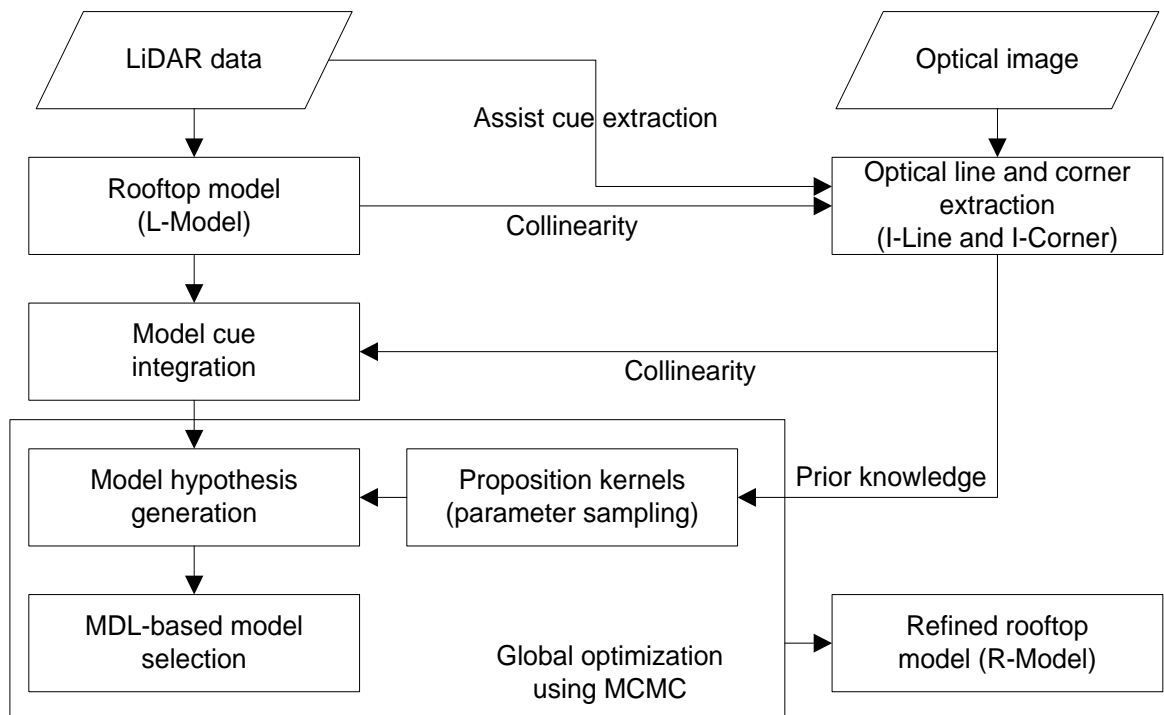 LiDAR data
Optical image
Assist cue extraction
Rooftop model
(L-Model)
Collinearity
Optical line and corner
extraction
(I-Line and I-Corner)
Model cue
integration
Collinearity
Model hypothesis
generation
Proposition kernels
(parameter sampling)
Prior knowledge
MDL-based model
selection
Global optimization
using MCMC
Refined rooftop
model (R-Model)